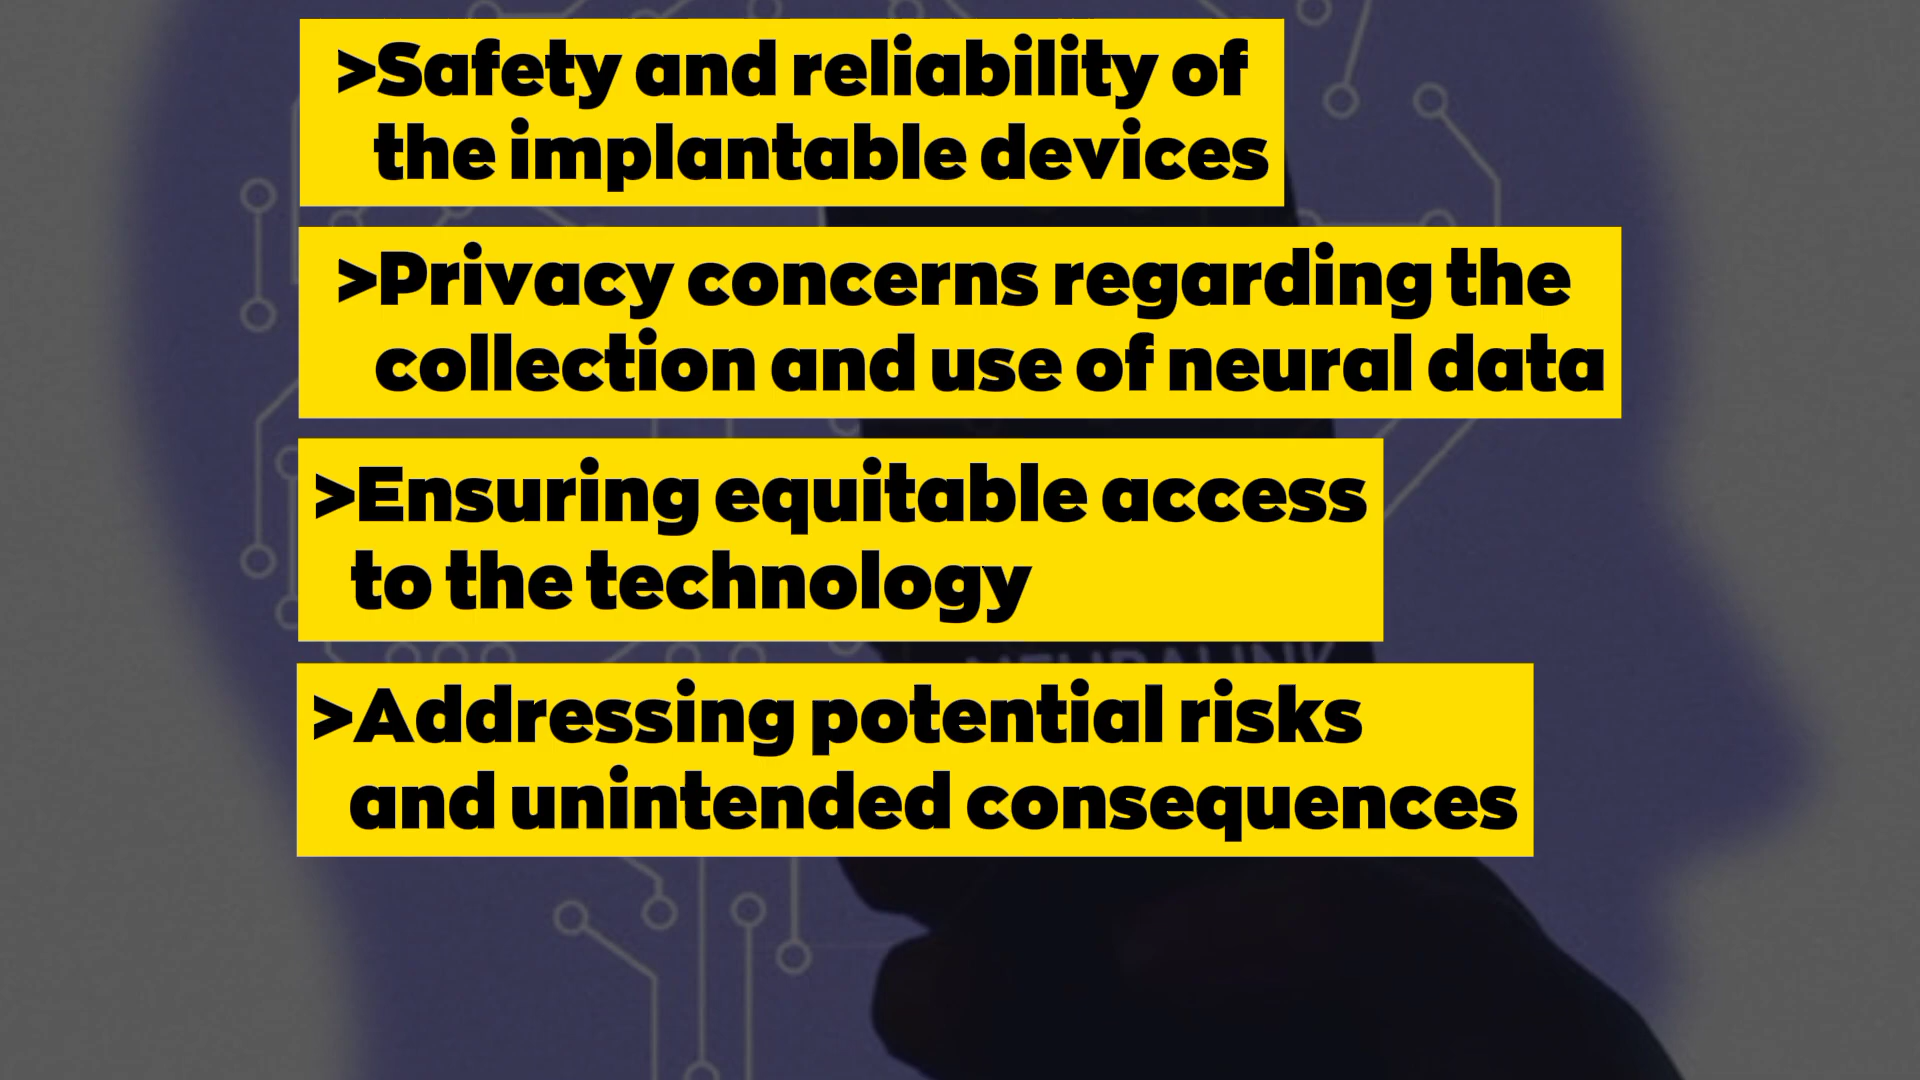 >Safety and reliability of
the implantable devices
>Privacy concerns regarding the
collection and use of neural data
>Ensuring equitable access
to the technology
NEURALINK
>Addressing potential risks
and unintended consequences